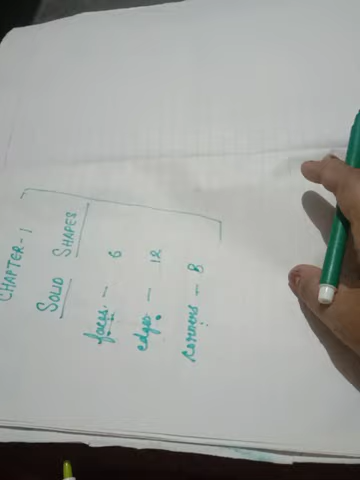 CHAPTER-1
SOLID SHAPES
faces - 6
edges - 12
corners - 8